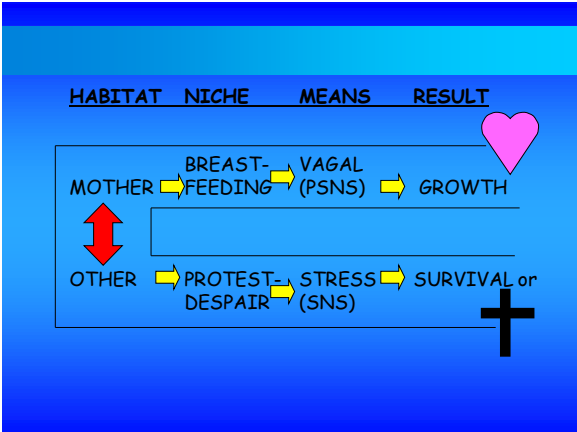 HABITAT NICHE MEANS RESULT
BREAST- VAGAL
MOTHER FEEDING (PSNS) GROWTH
OTHER PROTEST- STRESS SURVIVAL or
DESPAIR (SNS)